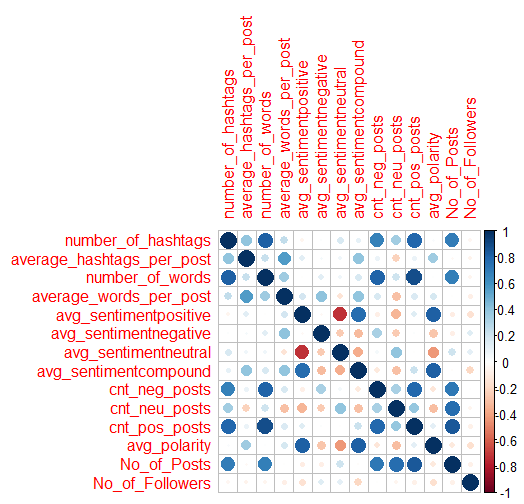 number_of_hashtags
average_hashtags_per_post
number_of_words
average_words_per_post
avg_sentimentpositive
avg_sentimentnegative
avg_sentimentneutral
avg_sentimentcompound
cnt_neg_posts
cnt_neu_posts
cnt_pos_posts
avg_polarity
No_of_Posts
No_of_Followers
number_of_hashtags
average_hashtags_per_post
number_of_words
average_words_per_post
avg_sentimentpositive
avg_sentimentnegative
avg_sentimentneutral
avg_sentimentcompound
cnt_neg_posts
cnt_neu_posts
cnt_pos_posts
avg_polarity
No_of_Posts
No_of_Followers
1
0.8
0.6
0.4
0.2
0
-0.2
-0.4
-0.6
-0.8
-1